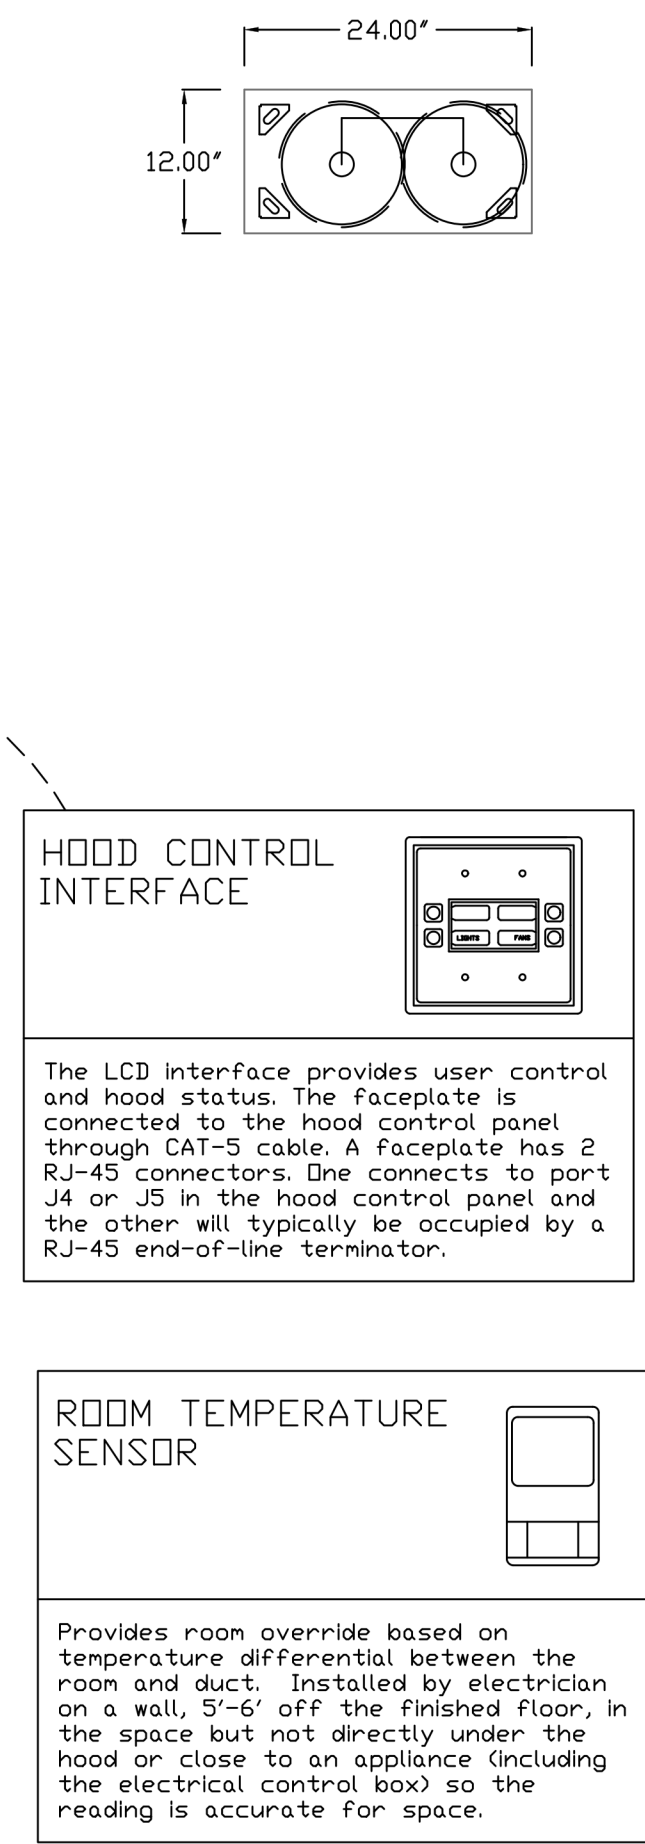 24.00"
12.00"
HOOD CONTROL
INTERFACE
LIGHTS
FANS
The LCD interface provides user control
and hood status. The faceplate is
connected to the hood control panel
through CAT-5 cable. A faceplate has 2
RJ-45 connectors. One connects to port
J4 or J5 in the hood control panel and
the other will typically be occupied by a
RJ-45 end-of-line terminator.
ROOM TEMPERATURE
SENSOR
Provides room override based on
temperature differential between the
room and duct.  Installed by electrician
on a wall, 5'-6' off the finished floor, in
the space but not directly under the
hood or close to an appliance (including
the electrical control box) so the
reading is accurate for space.